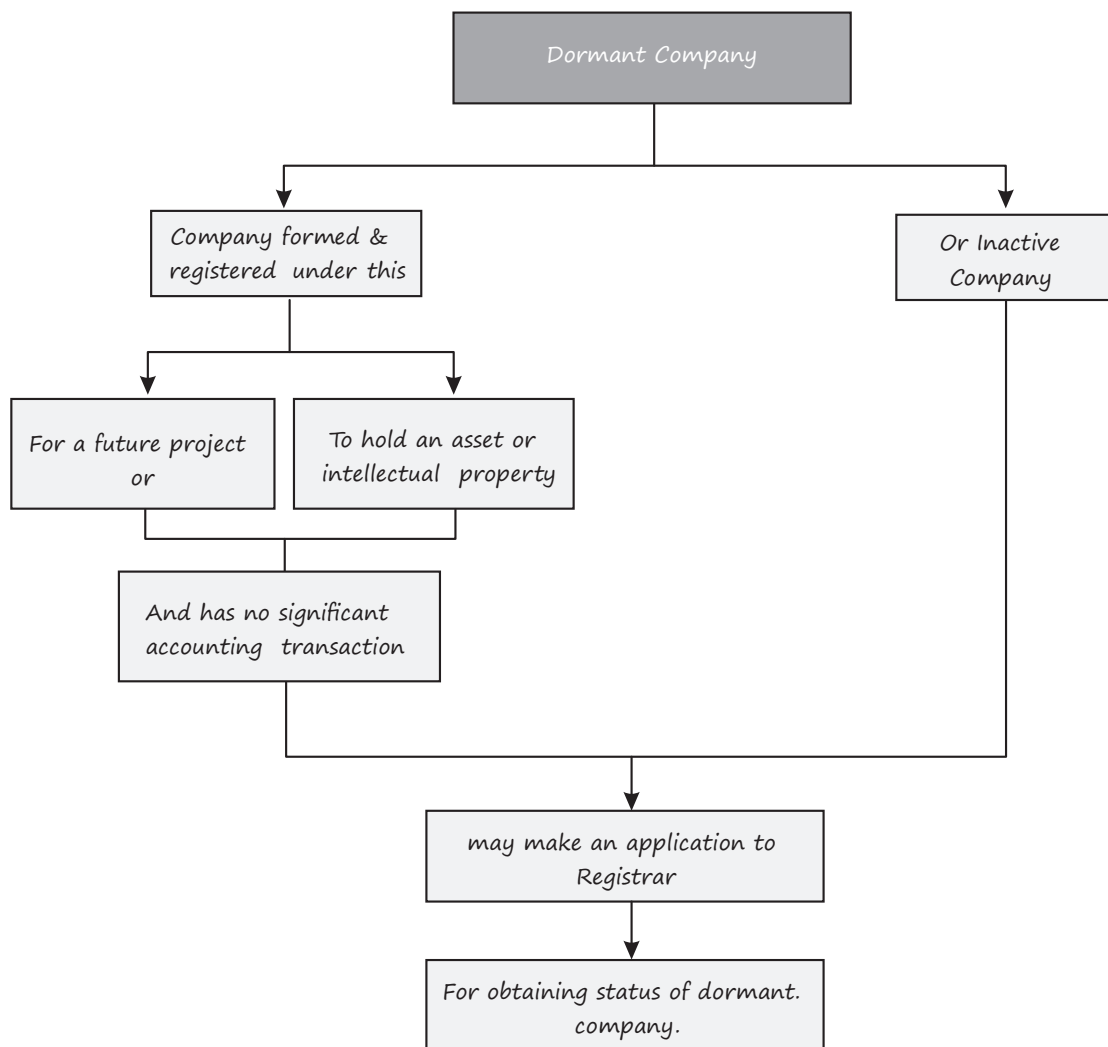 Dormant Company
Company formed &
registered under this
Or Inactive
Company
For a future project
or
To hold an asset or
intellectual property
And has no significant
accounting transaction
may make an application to
Registrar
For obtaining status of dormant.
company.